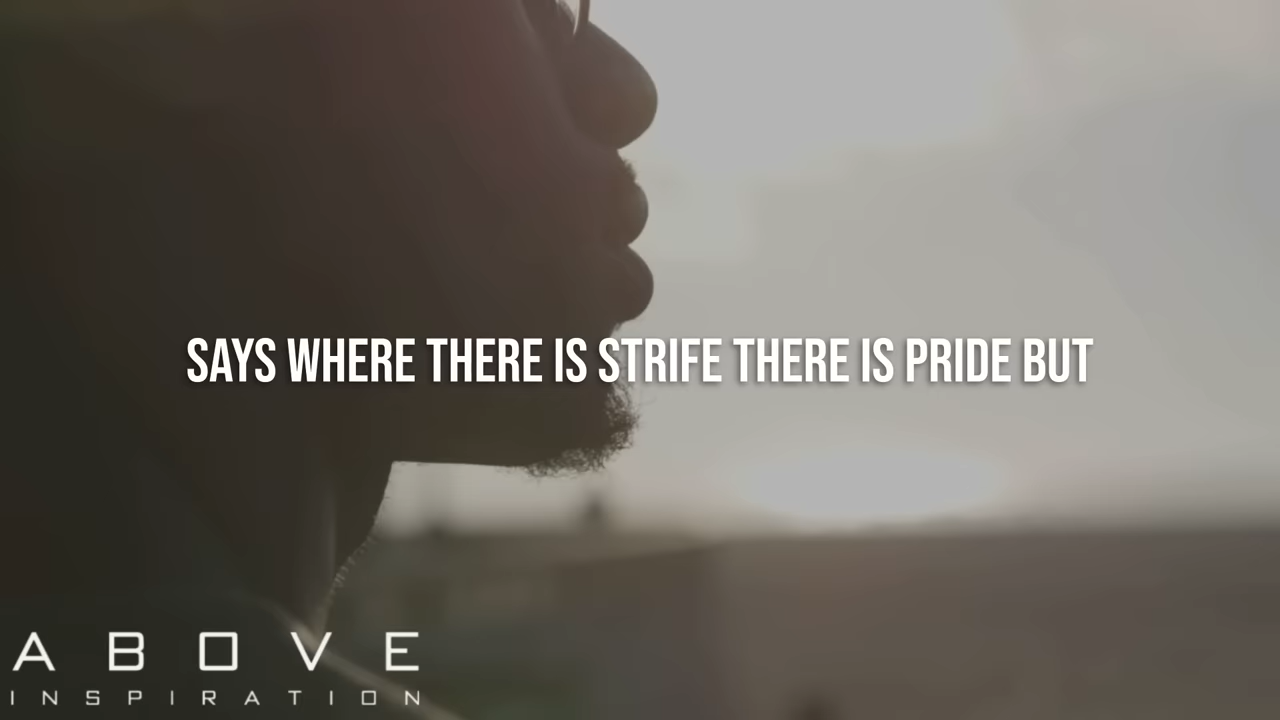 SAYS WHERE THERE IS STRIFE THERE IS PRIDE BUT
ABOVE
INSPIRATION